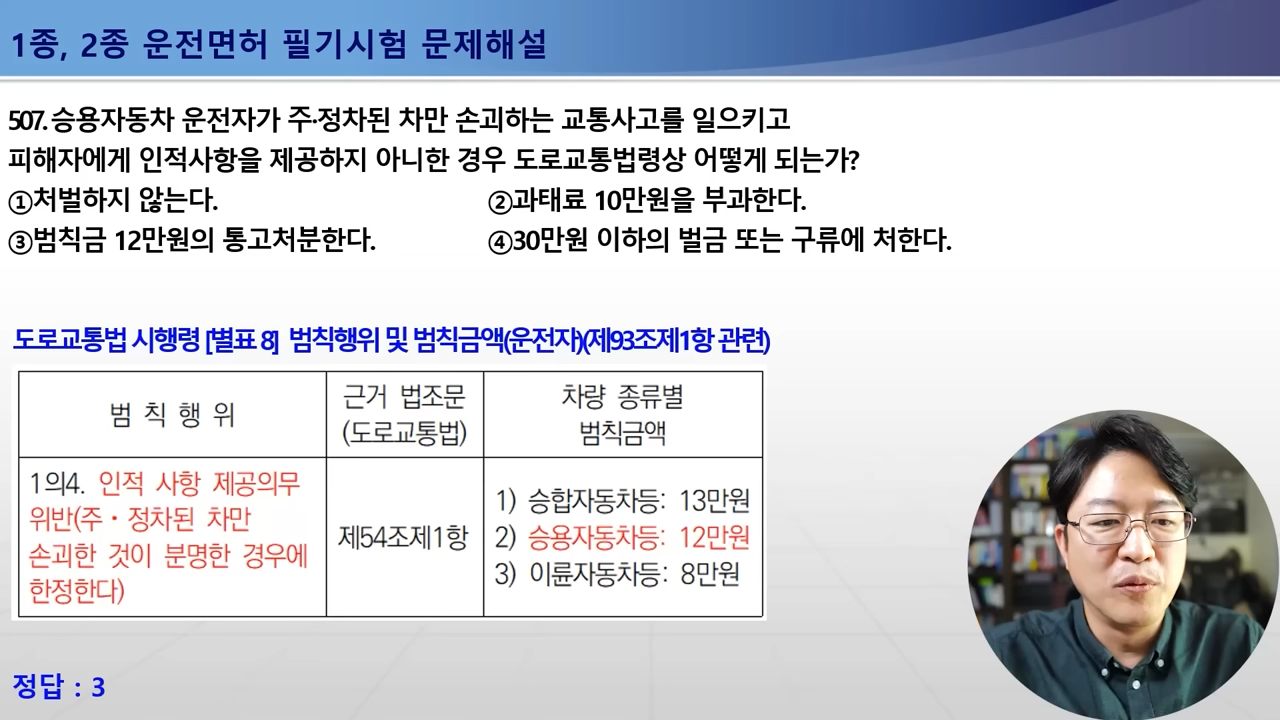 1종, 2종 운전면허 필기시험 문제해설
507. 승용자동차 운전자가 주·정차된 차만 손괴하는 교통사고를 일으키고
피해자에게 인적사항을 제공하지 아니한 경우 도로교통법령상 어떻게 되는가?
①처벌하지 않는다. ②과태료 10만원을 부과한다.
③범칙금 12만원의 통고처분한다. ④30만원 이하의 벌금 또는 구류에 처한다.
도로교통법 시행령 [별표 8] 범칙행위 및 범칙금액(운전자)(제93조제1항 관련)
범 칙 행 위
근거 법조문
(도로교통법)
차량 종류별
범칙금액
1의4. 인적 사항 제공의무
위반(주·정차된 차만
손괴한 것이 분명한 경우에
한정한다)
제54조제1항
1) 승합자동차등: 13만원
2) 승용자동차등: 12만원
3) 이륜자동차등: 8만원
정답 : 3